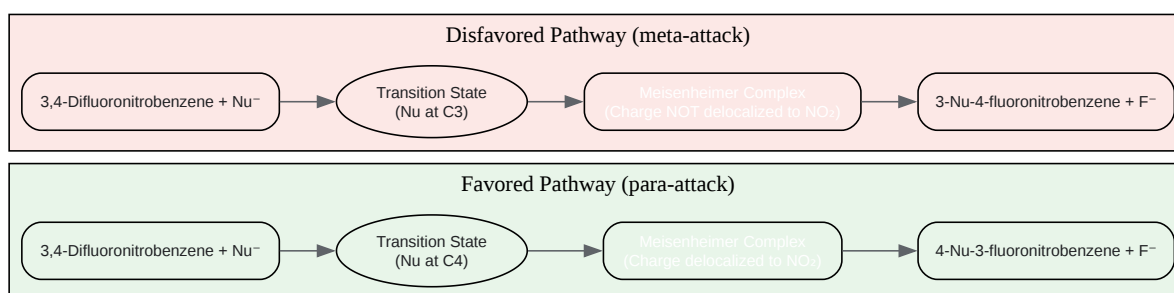 Disfavored Pathway (meta-attack)
3,4-Difluoronitrobenzene + Nu⁻
Transition State
(Nu at C3)
Meisenheimer Complex
(Charge NOT delocalized to NO₂)
3-Nu-4-fluoronitrobenzene + F⁻
Favored Pathway (para-attack)
3,4-Difluoronitrobenzene + Nu⁻
Transition State
(Nu at C4)
Meisenheimer Complex
(Charge delocalized to NO₂)
4-Nu-3-fluoronitrobenzene + F⁻